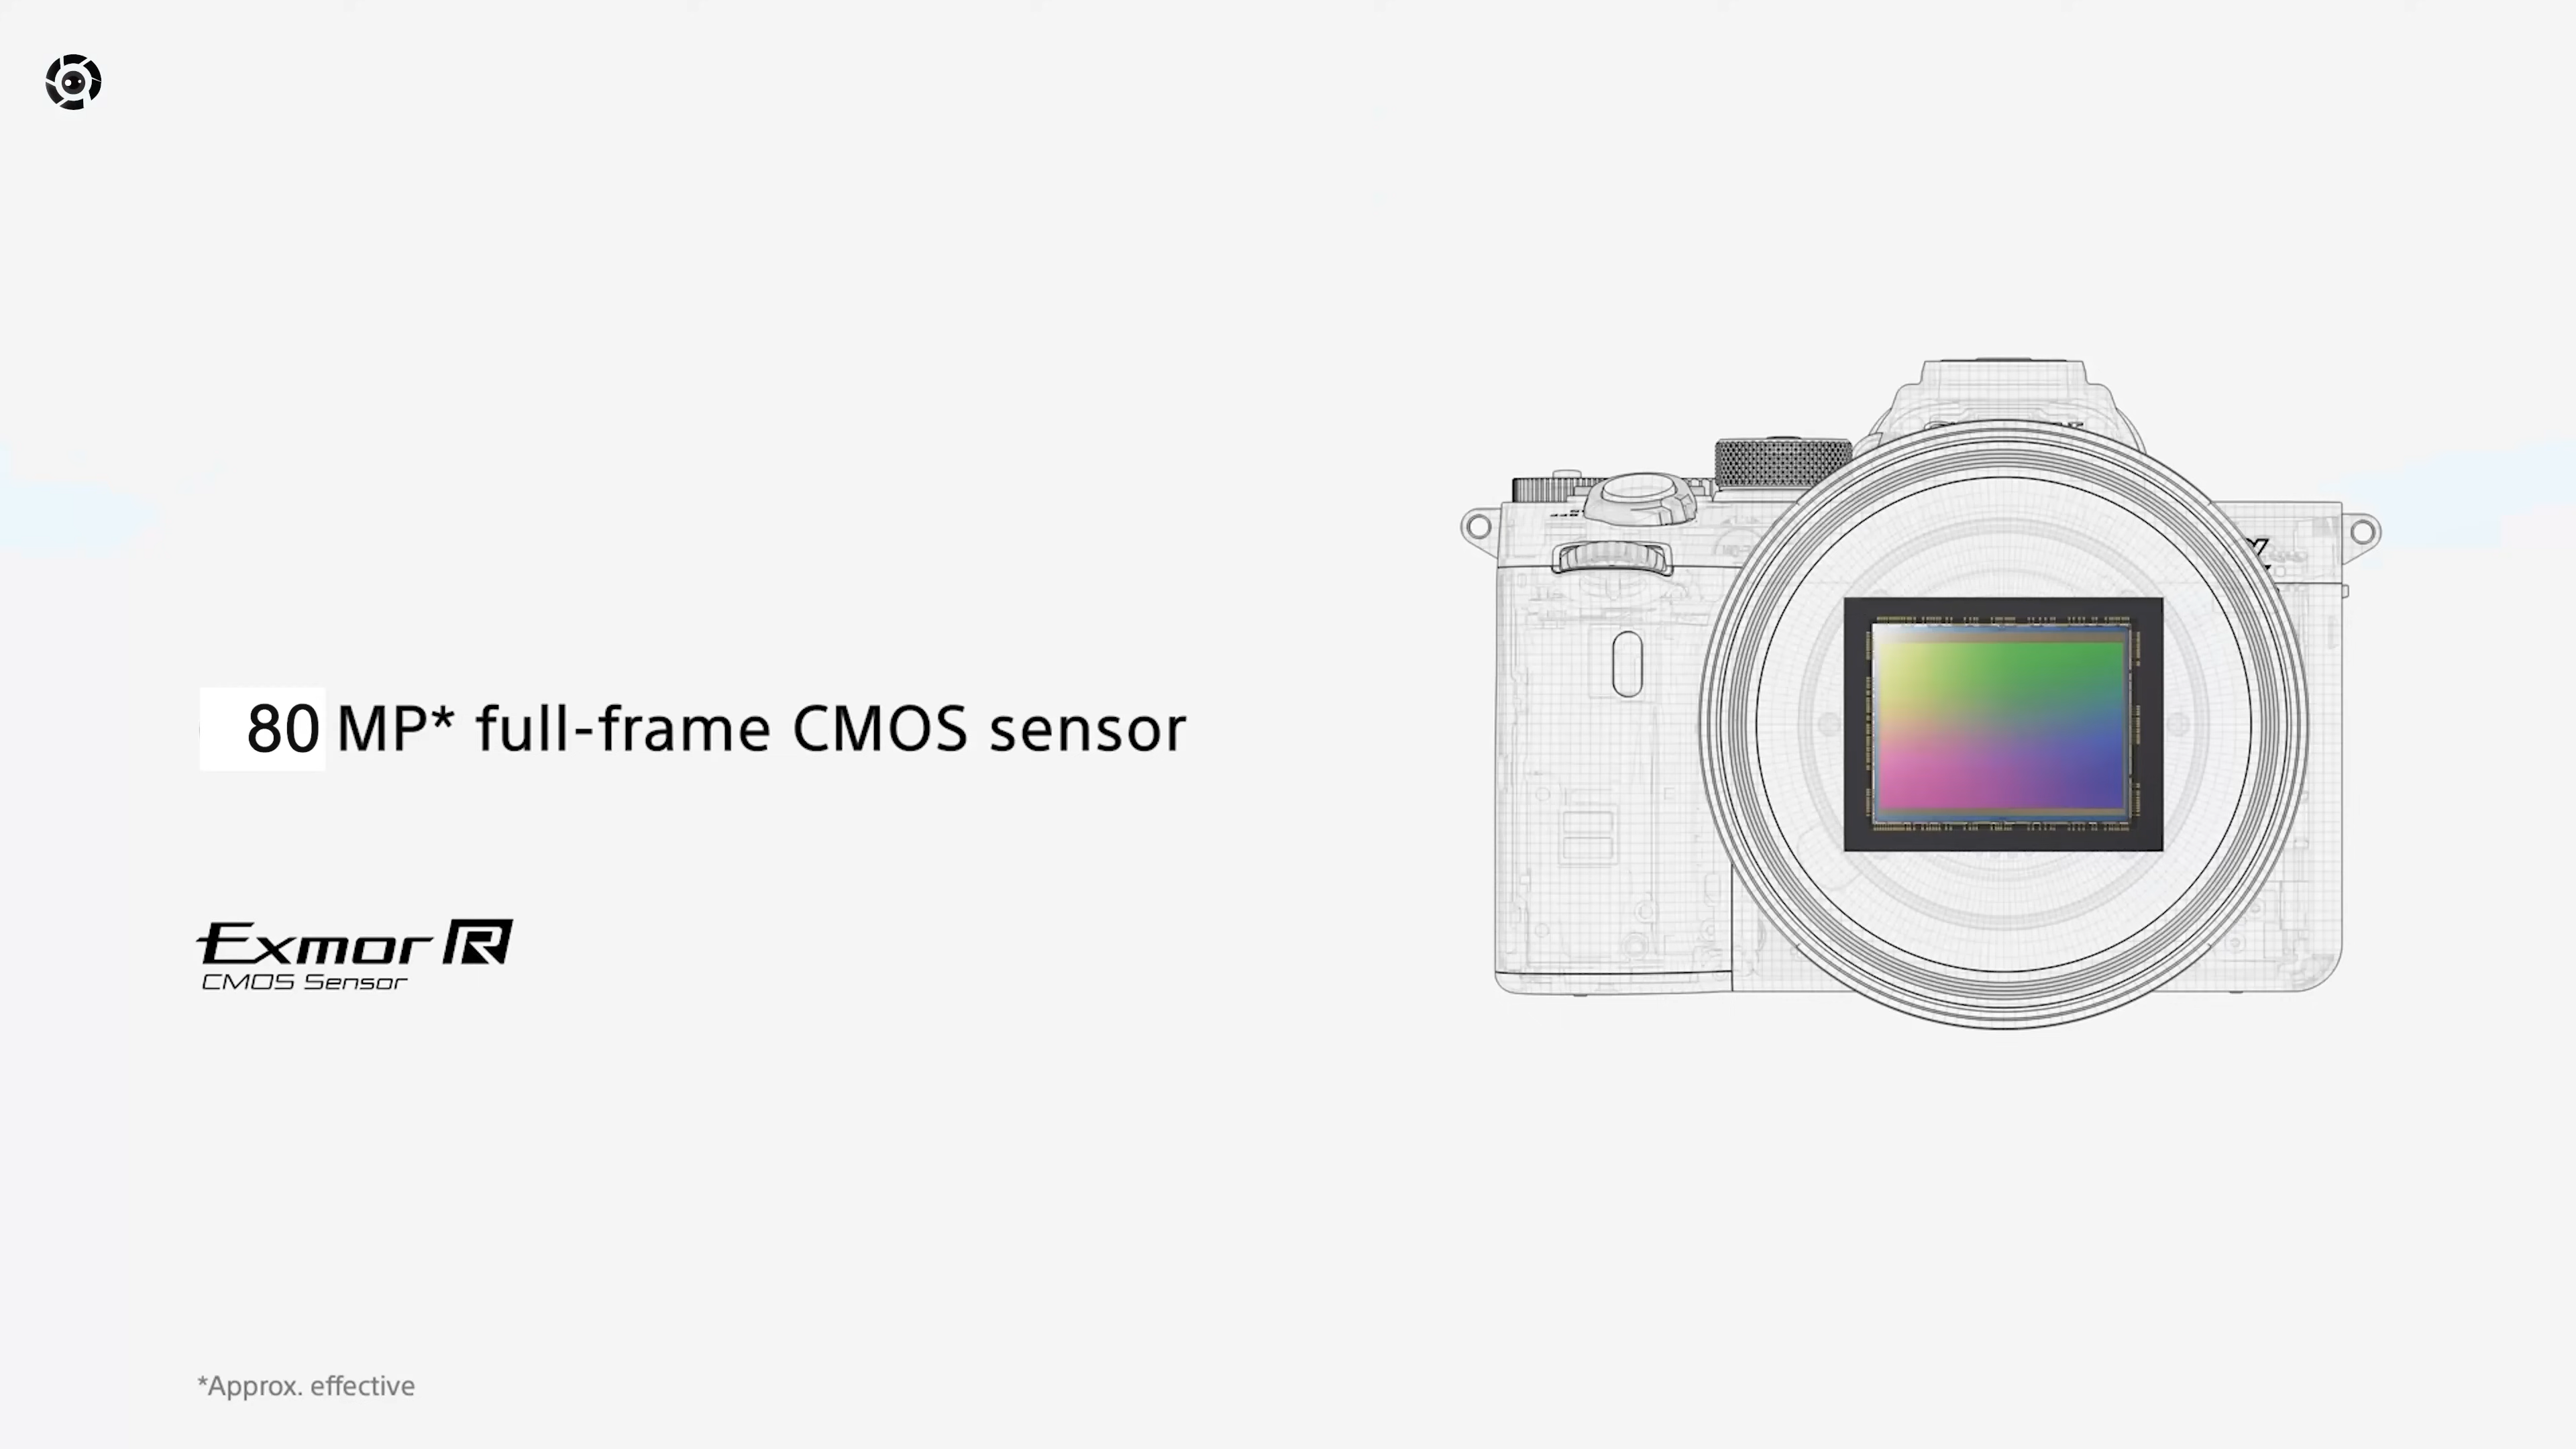 80 MP* full-frame CMOS sensor
Exmor R
CMOS Sensor
*Approx. effective